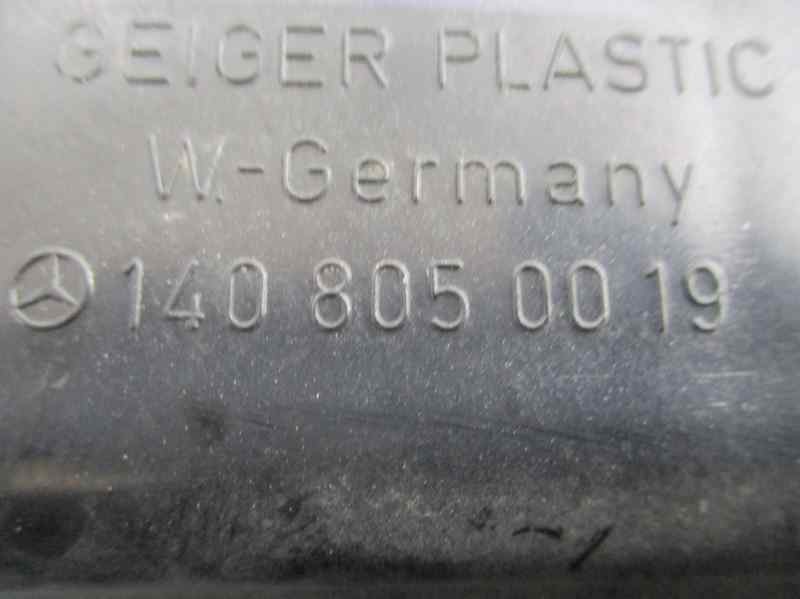 GEIGER PLASTIC
W.-Germany
140 805 00 19